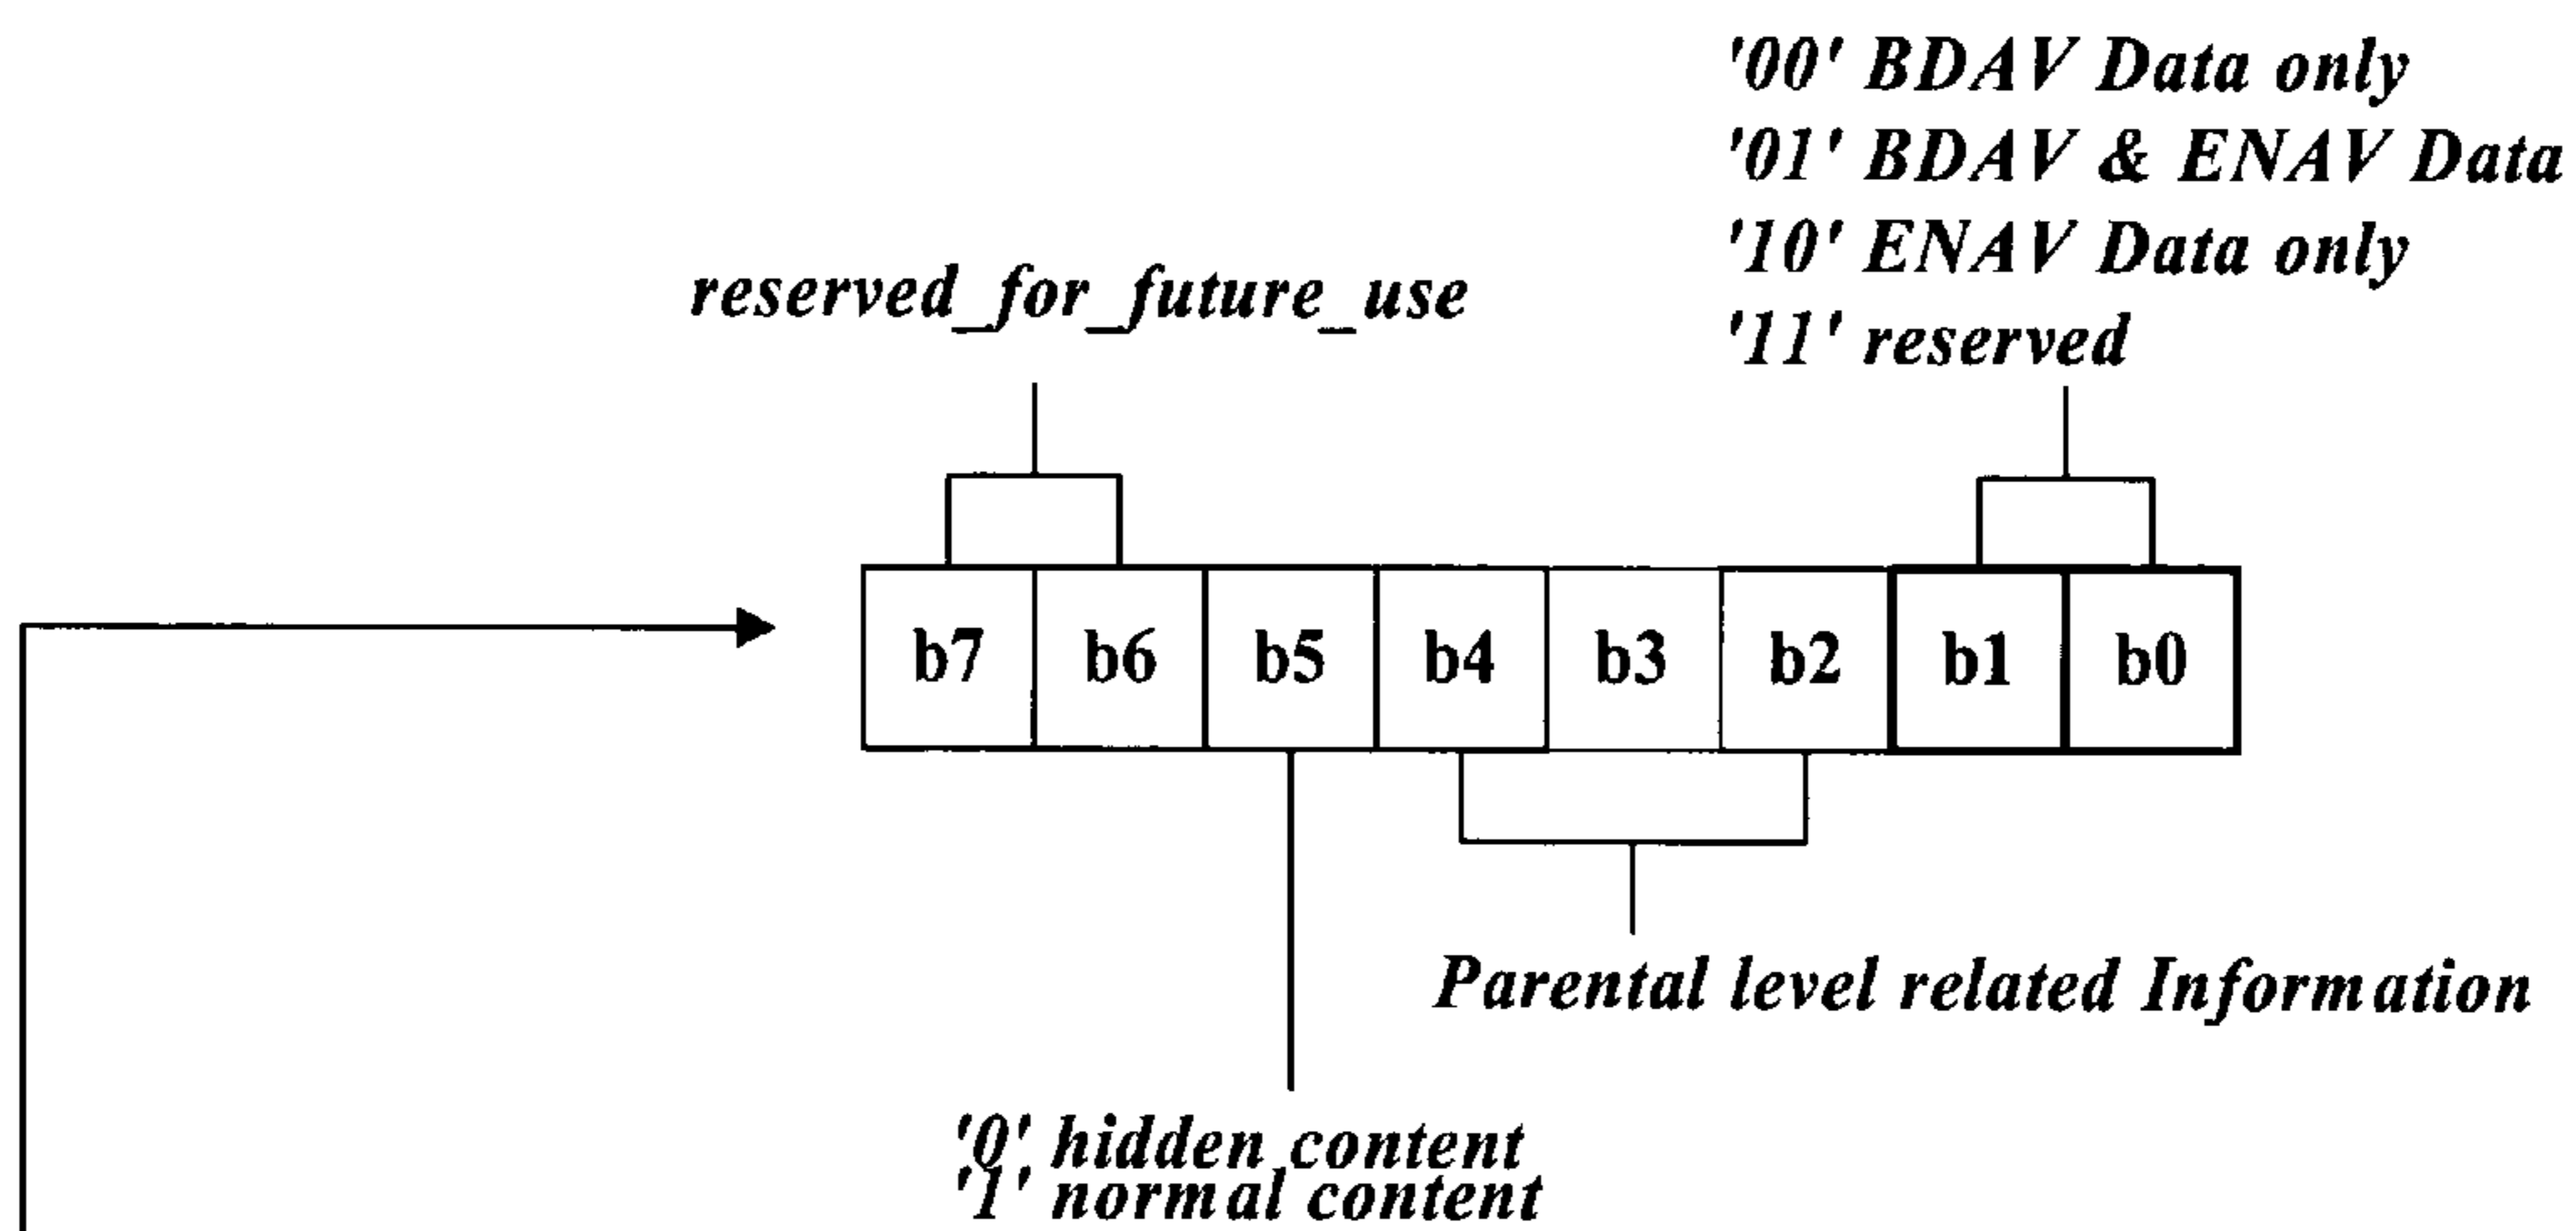 '00' BDAV Data only
'01' BDAV & ENAV Data
'10' ENAV Data only
'11' reserved
reserved_for_future_use
b7 b6 b5 b4 b3 b2 b1 b0
Parental level related Information
'0' hidden content
'1' normal content